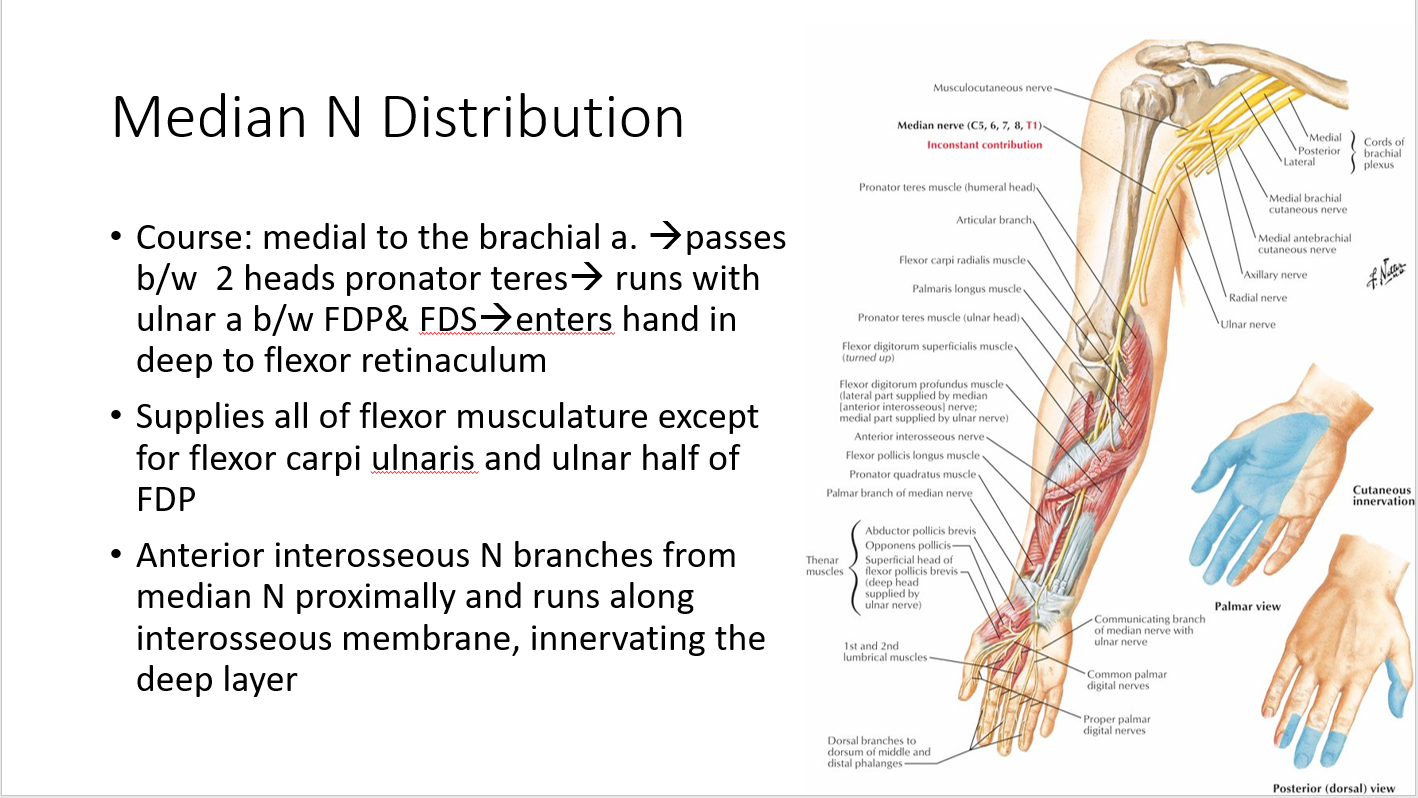 Median N Distribution
• Course: medial to the brachial a. →passes
b/w 2 heads pronator teres→ runs with
ulnar a b/w FDP& FDS→enters hand in
deep to flexor retinaculum
• Supplies all of flexor musculature except
for flexor carpi ulnaris and ulnar half of
FDP
• Anterior interosseous N branches from
median N proximally and runs along
interosseous membrane, innervating the
deep layer
Musculocutaneous nerve
Median nerve (C5, 6, 7, 8, T1)
Inconstant contribution
Pronator teres muscle (humeral head)
Articular branch
Flexor carpi radialis muscle
Palmaris longus muscle
Pronator teres muscle (ulnar head)
Flexor digitorum superficialis muscle
(turned up)
Flexor digitorum profundus muscle
(lateral part supplied by median
[anterior interosseous] nerve;
medial part supplied by ulnar nerve)
Anterior interosseous nerve
Flexor pollicis longus muscle
Pronator quadratus muscle
Palmar branch of median nerve
Thenar
muscles
Abductor pollicis brevis
Opponens pollicis
Superficial head of
flexor pollicis brevis
(deep head
supplied by
ulnar nerve)
1st and 2nd
lumbrical muscles
Dorsal branches to
dorsum of middle and
distal phalanges
Medial
Posterior
Lateral
Cords of
brachial
plexus
Medial brachial
cutaneous nerve
Medial antebrachial
cutaneous nerve
Axillary nerve
Radial nerve
Ulnar nerve
F. Netter
Cutaneous
innervation
Palmar view
Communicating branch
of median nerve with
ulnar nerve
Common palmar
digital nerves
Proper palmar
digital nerves
Posterior (dorsal) view